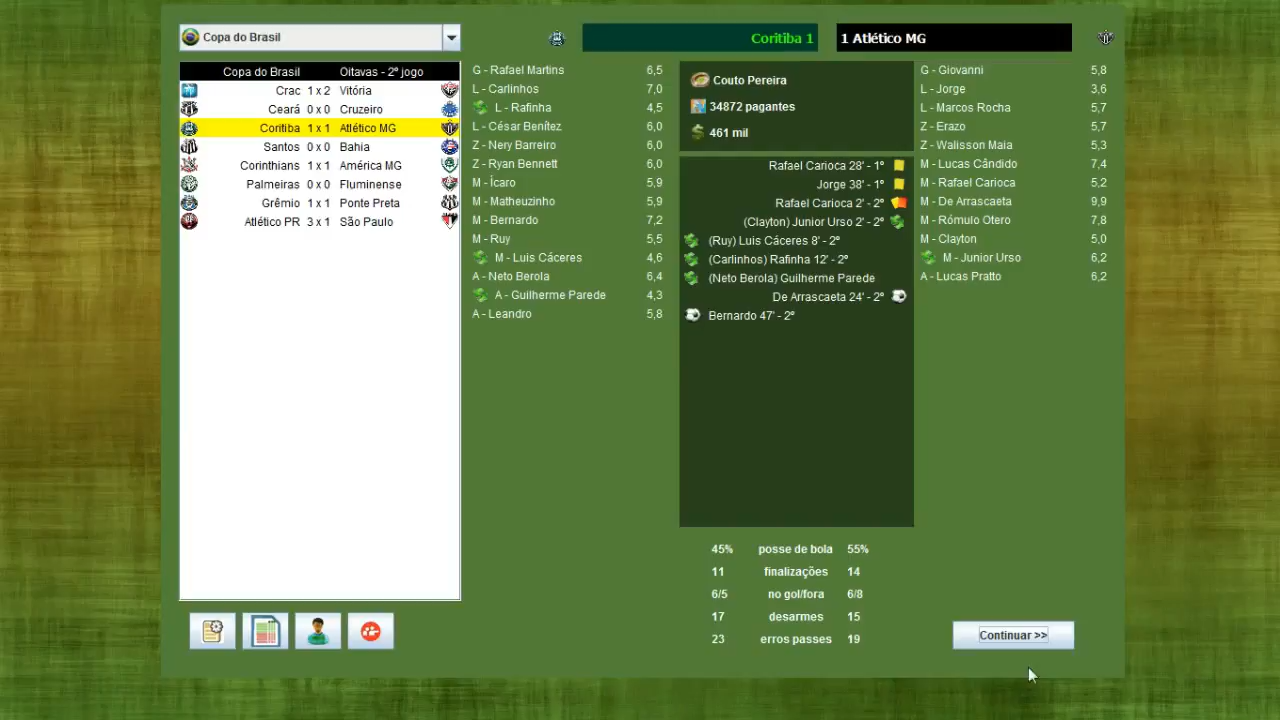 Copa do Brasil
Coritiba 1
1 Atlético MG
Copa do Brasil Oitavas - 2º jogo
Crac 1 x 2 Vitória
Ceará 0 x 0 Cruzeiro
Coritiba 1 x 1 Atlético MG
Santos 0 x 0 Bahia
Corinthians 1 x 1 América MG
Palmeiras 0 x 0 Fluminense
Grêmio 1 x 1 Ponte Preta
Atlético PR 3 x 1 São Paulo
G - Rafael Martins 6,5
L - Carlinhos 7,0
L - Rafinha 4,5
L - César Benítez 6,0
Z - Nery Barreiro 6,0
Z - Ryan Bennett 6,0
M - Ícaro 5,9
M - Matheuzinho 5,9
M - Bernardo 7,2
M - Ruy 5,5
M - Luis Cáceres 4,6
A - Neto Berola 6,4
A - Guilherme Parede 4,3
A - Leandro 5,8
Couto Pereira
34872 pagantes
461 mil
Rafael Carioca 28' - 1º
Jorge 38' - 1º
Rafael Carioca 2' - 2º
(Clayton) Junior Urso 2' - 2º
(Ruy) Luis Cáceres 8' - 2º
(Carlinhos) Rafinha 12' - 2º
(Neto Berola) Guilherme Parede
De Arrascaeta 24' - 2º
Bernardo 47' - 2º
G - Giovanni 5,8
L - Jorge 3,6
L - Marcos Rocha 5,7
Z - Erazo 5,7
Z - Walisson Maia 5,3
M - Lucas Cândido 7,4
M - Rafael Carioca 5,2
M - De Arrascaeta 9,9
M - Rómulo Otero 7,8
M - Clayton 5,0
M - Junior Urso 6,2
A - Lucas Pratto 6,2
45% posse de bola 55%
11 finalizações 14
6/5 no gol/fora 6/8
17 desarmes 15
23 erros passes 19
Continuar >>